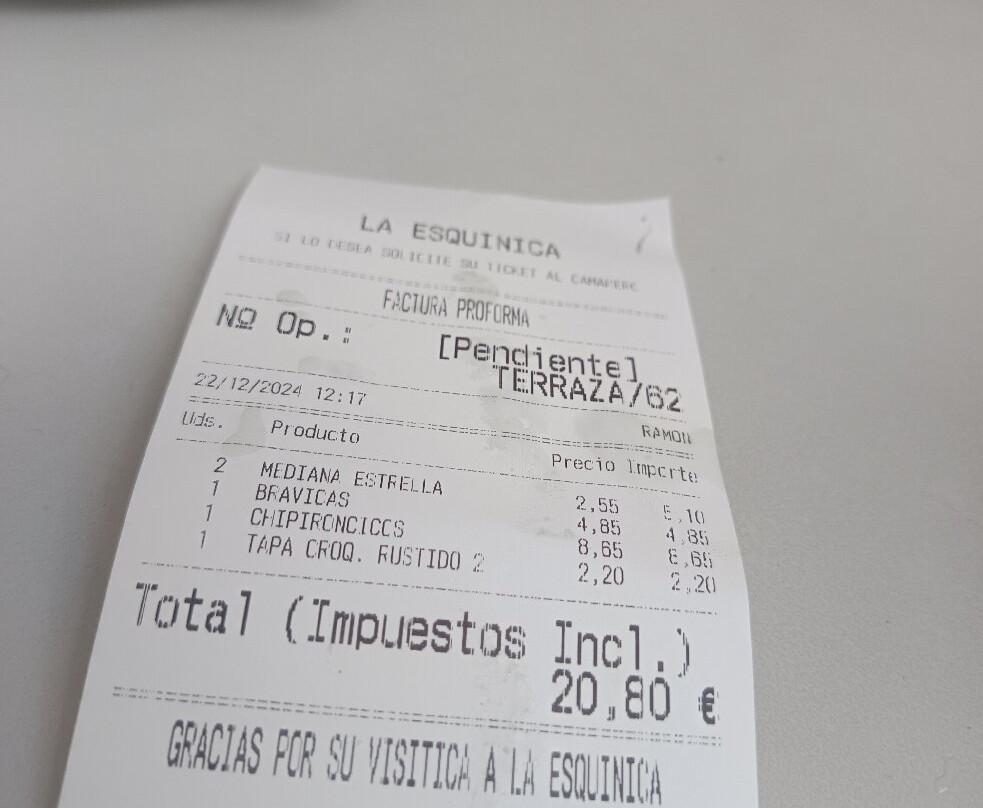 LA ESQUINICA
SI LO DESEA SOLICITE SU TICKET AL CAMARERO
FACTURA PROFORMA
Nº Op.: [Pendiente]
TERRAZA/62
22/12/2024 12:17 RAMON
Uds. Producto Precio Importe
2 MEDIANA ESTRELLA 2,55 5,10
1 BRAVICAS 4,85 4,85
1 CHIPIRONCICOS 8,65 8,65
1 TAPA CROQ. RUSTIDO 2 2,20 2,20
Total (Impuestos Incl.)
20,80 €
GRACIAS POR SU VISITICA A LA ESQUINICA